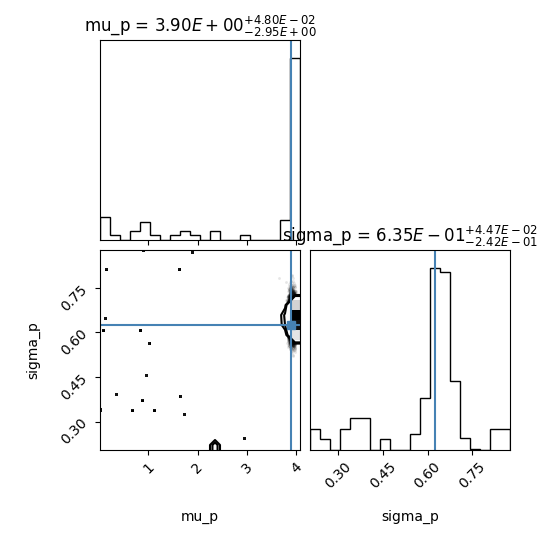 mu_p = 3.90E + 00 +4.80E − 02 −2.95E + 00
sigma_p = 6.35E − 01 +4.47E − 02 −2.42E − 01
0.75
0.60
0.45
0.30
sigma_p
1
2
3
4
mu_p
0.30
0.45
0.60
0.75
sigma_p